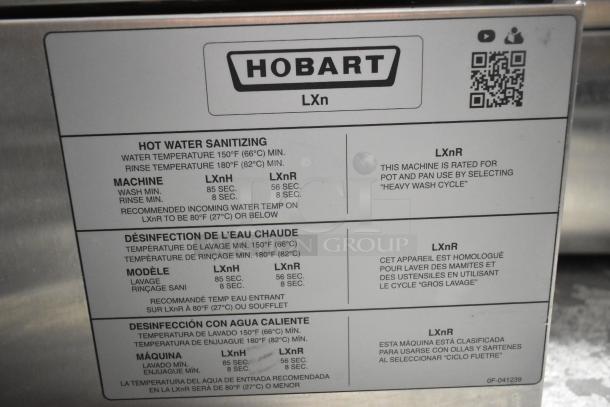 HOBART
LXn
HOT WATER SANITIZING
WATER TEMPERATURE 150°F (66°C) MIN.
RINSE TEMPERATURE 180°F (82°C) MIN.
MACHINE LXnH LXnR
WASH MIN. 85 SEC. 56 SEC.
RINSE MIN. 8 SEC. 8 SEC.
RECOMMENDED INCOMING WATER TEMP ON
LXnR TO BE 80°F (27°C) OR BELOW
LXnR
THIS MACHINE IS RATED FOR
POT AND PAN USE BY SELECTING
"HEAVY WASH CYCLE"
DÉSINFECTION DE L'EAU CHAUDE
TEMPÉRATURE DE LAVAGE MIN. 150°F (66°C)
TEMPÉRATURE DE RINÇAGE MIN. 180°F (82°C)
MODÈLE LXnH LXnR
LAVAGE 85 SEC. 56 SEC.
RINÇAGE SANI 8 SEC. 8 SEC.
RECOMMANDÉ TEMP EAU ENTRANT
SUR LXnR À 80°F (27°C) OU SOUFFLET
LXnR
CET APPAREIL EST HOMOLOGUÉ
POUR LAVER DES MAMITES ET
DES USTENSILES EN UTILISANT
LE CYCLE "GROS LAVAGE"
DESINFECCIÓN CON AGUA CALIENTE
TEMPERATURA DE LAVADO 150°F (66°C) MÍN.
TEMPERATURA DE ENJUAGUE 180°F (82°C) MÍN.
MÁQUINA LXnH LXnR
LAVADO MÍN. 85 SEC. 56 SEC.
ENJUAGUE MÍN. 8 SEC. 8 SEC.
LA TEMPERATURA DEL AQUA DE ENTRADA RECOMENDADA
EN LA LXnR SERÁ DE 80°F (27°C) O MENOR
LXnR
ESTA MÁQUINA ESTÁ CLASIFICADA
PARA USARSE CON OLLAS Y SARTENES
AL SELECCIONAR "CICLO FUETRE"
0F-041239
GROUP